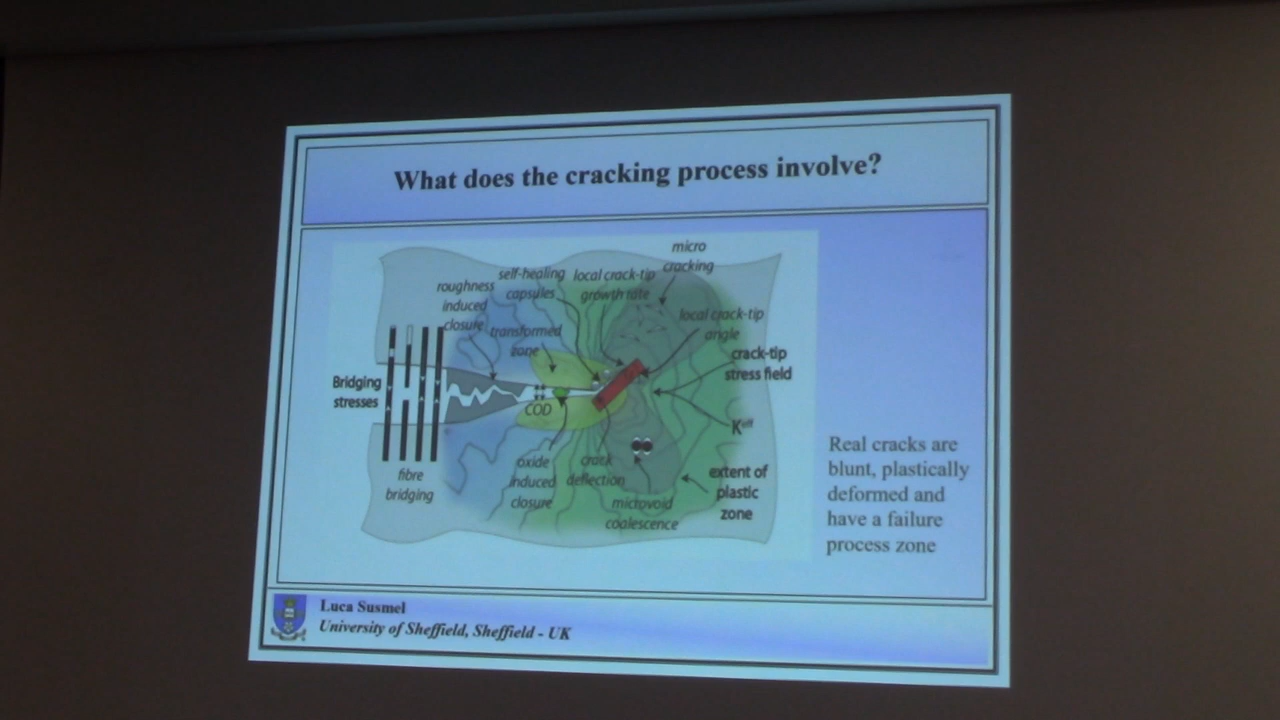 What does the cracking process involve?
micro
cracking
self-healing
capsules
local crack-tip
growth rate
roughness
induced
closure
transformed
zone
local crack-tip
angle
crack-tip
stress field
Bridging
stresses
COD
Keff
fibre
bridging
oxide
induced
closure
crack
deflection
microvoid
coalescence
extent of
plastic
zone
Real cracks are
blunt, plastically
deformed and
have a failure
process zone
Luca Susmel
University of Sheffield, Sheffield - UK